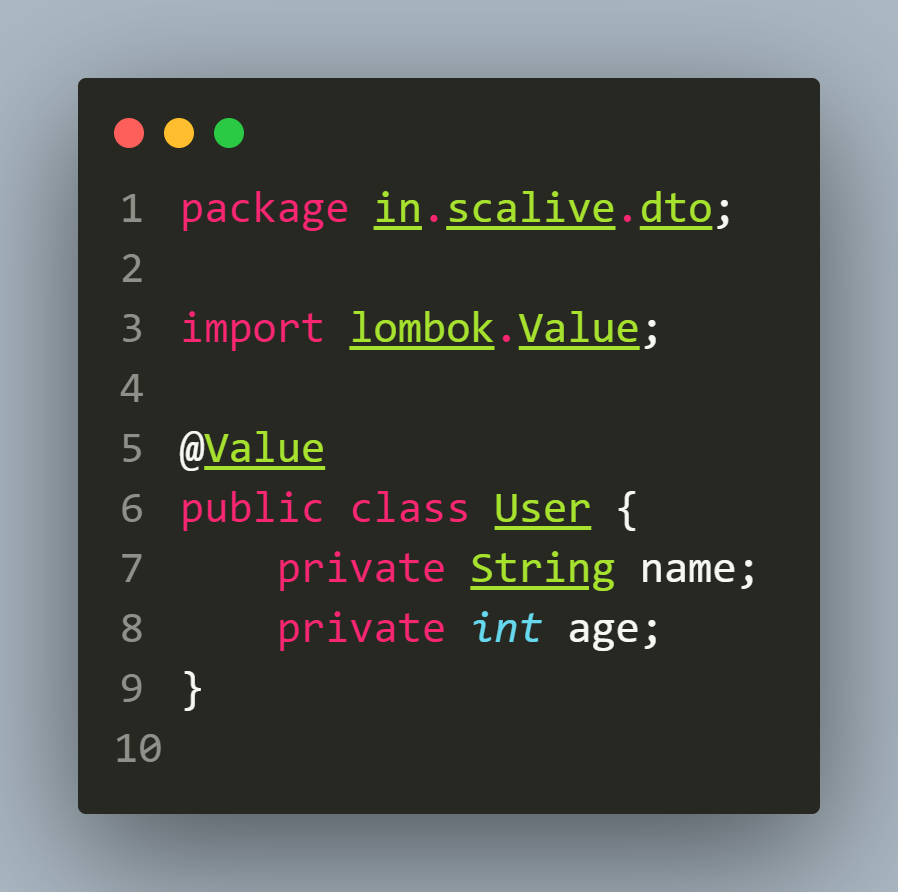 1 package in.scalive.dto;
2
3 import lombok.Value;
4
5 @Value
6 public class User {
7     private String name;
8     private int age;
9 }
10